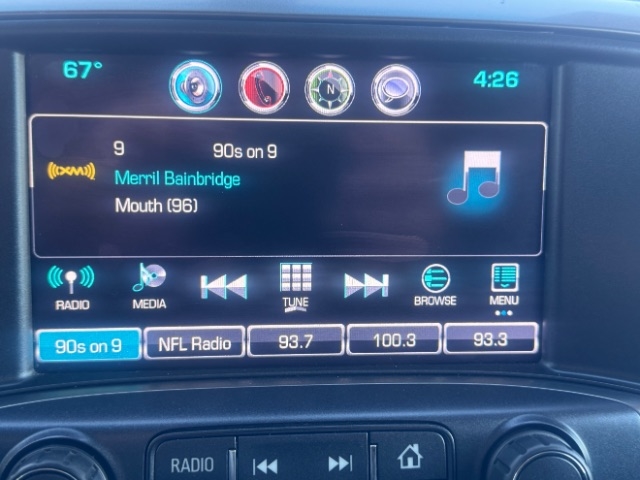 67°
N
4:26
((XM))
9 90s on 9
Merril Bainbridge
Mouth (96)
RADIO MEDIA TUNE BROWSE MENU
90s on 9 NFL Radio 93.7 100.3 93.3
RADIO